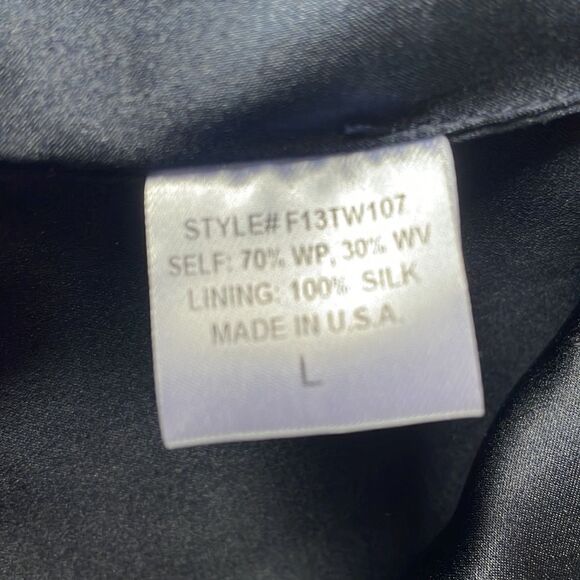 STYLE# F13TW107
SELF: 70% WP, 30% WV
LINING: 100% SILK
MADE IN U.S.A.
L